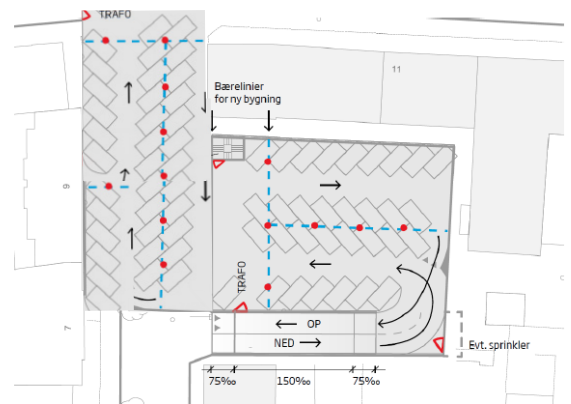 TRAFO
11
Bærelinier
for ny bygning
9
TRAFO
7
OP
NED
Evt. sprinkler
75‰ 150‰ 75‰